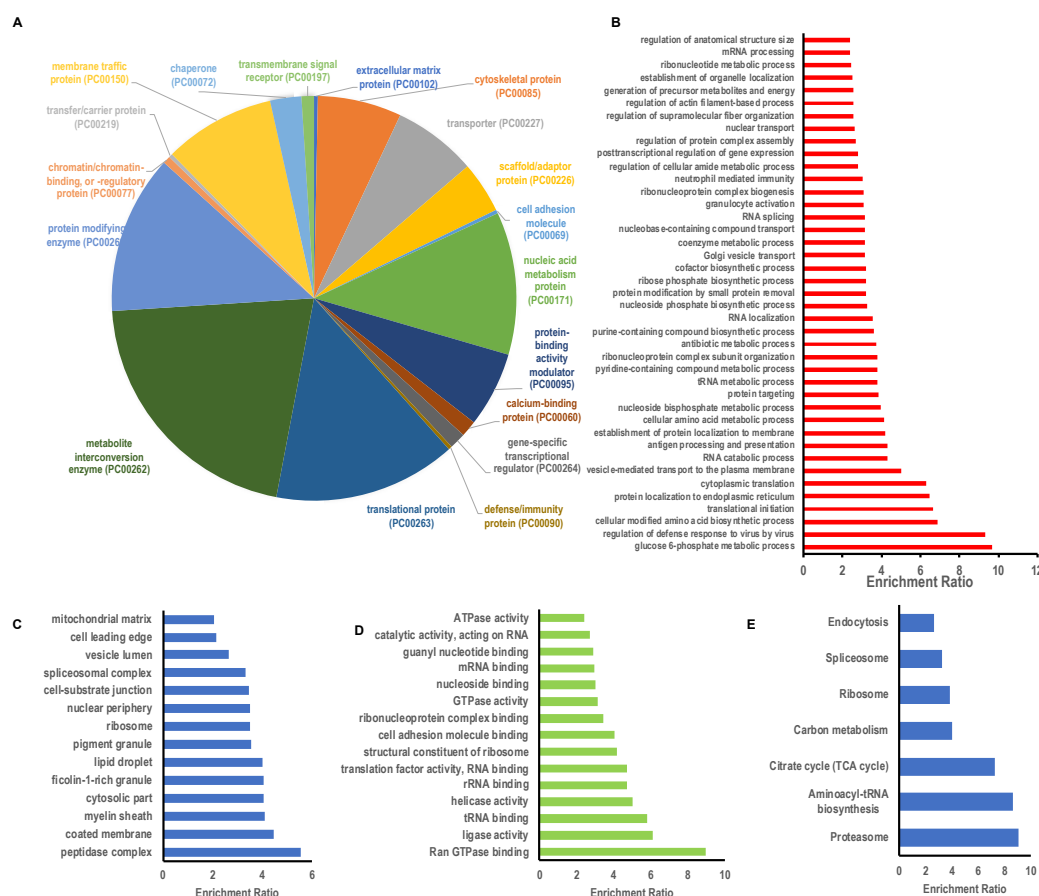 A
membrane traffic
protein (PC00150)
chaperone
(PC00072)
transmembrane signal
receptor (PC00197)
extracellular matrix
protein (PC00102)
cytoskeletal protein
(PC00085)
transfer/carrier protein
(PC00219)
transporter (PC00227)
chromatin/chromatin-
binding, or -regulatory
protein (PC00077)
scaffold/adaptor
protein (PC00226)
cell adhesion
molecule
(PC00069)
protein modifying
enzyme (PC0026
nucleic acid
metabolism
protein
(PC00171)
protein-
binding
activity
modulator
(PC00095)
calcium-binding
protein (PC00060)
gene-specific
transcriptional
regulator (PC00264)
metabolite
interconversion
enzyme (PC00262)
translational protein
(PC00263)
defense/immunity
protein (PC00090)
B
regulation of anatomical structure size
mRNA processing
ribonucleotide metabolic process
establishment of organelle localization
generation of precursor metabolites and energy
regulation of actin filament-based process
regulation of supramolecular fiber organization
nuclear transport
regulation of protein complex assembly
posttranscriptional regulation of gene expression
regulation of cellular amide metabolic process
neutrophil mediated immunity
ribonucleoprotein complex biogenesis
granulocyte activation
RNA splicing
nucleobase-containing compound transport
coenzyme metabolic process
Golgi vesicle transport
cofactor biosynthetic process
ribose phosphate biosynthetic process
protein modification by small protein removal
nucleoside phosphate biosynthetic process
RNA localization
purine-containing compound biosynthetic process
antibiotic metabolic process
ribonucleoprotein complex subunit organization
pyridine-containing compound metabolic process
tRNA metabolic process
protein targeting
nucleoside bisphosphate metabolic process
cellular amino acid metabolic process
establishment of protein localization to membrane
antigen processing and presentation
RNA catabolic process
vesicle-mediated transport to the plasma membrane
cytoplasmic translation
protein localization to endoplasmic reticulum
translational initiation
cellular modified amino acid biosynthetic process
regulation of defense response to virus by virus
glucose 6-phosphate metabolic process
0 2 4 6 8 10 12
Enrichment Ratio
C
mitochondrial matrix
cell leading edge
vesicle lumen
spliceosomal complex
cell-substrate junction
nuclear periphery
ribosome
pigment granule
lipid droplet
ficolin-1-rich granule
cytosolic part
myelin sheath
coated membrane
peptidase complex
0 2 4 6
Enrichment Ratio
D
ATPase activity
catalytic activity, acting on RNA
guanyl nucleotide binding
mRNA binding
nucleoside binding
GTPase activity
ribonucleoprotein complex binding
cell adhesion molecule binding
structural constituent of ribosome
translation factor activity, RNA binding
rRNA binding
helicase activity
tRNA binding
ligase activity
Ran GTPase binding
0 2 4 6 8 10
Enrichment Ratio
E
Endocytosis
Spliceosome
Ribosome
Carbon metabolism
Citrate cycle (TCA cycle)
Aminoacyl-tRNA
biosynthesis
Proteasome
0 2 4 6 8 10
Enrichment Ratio